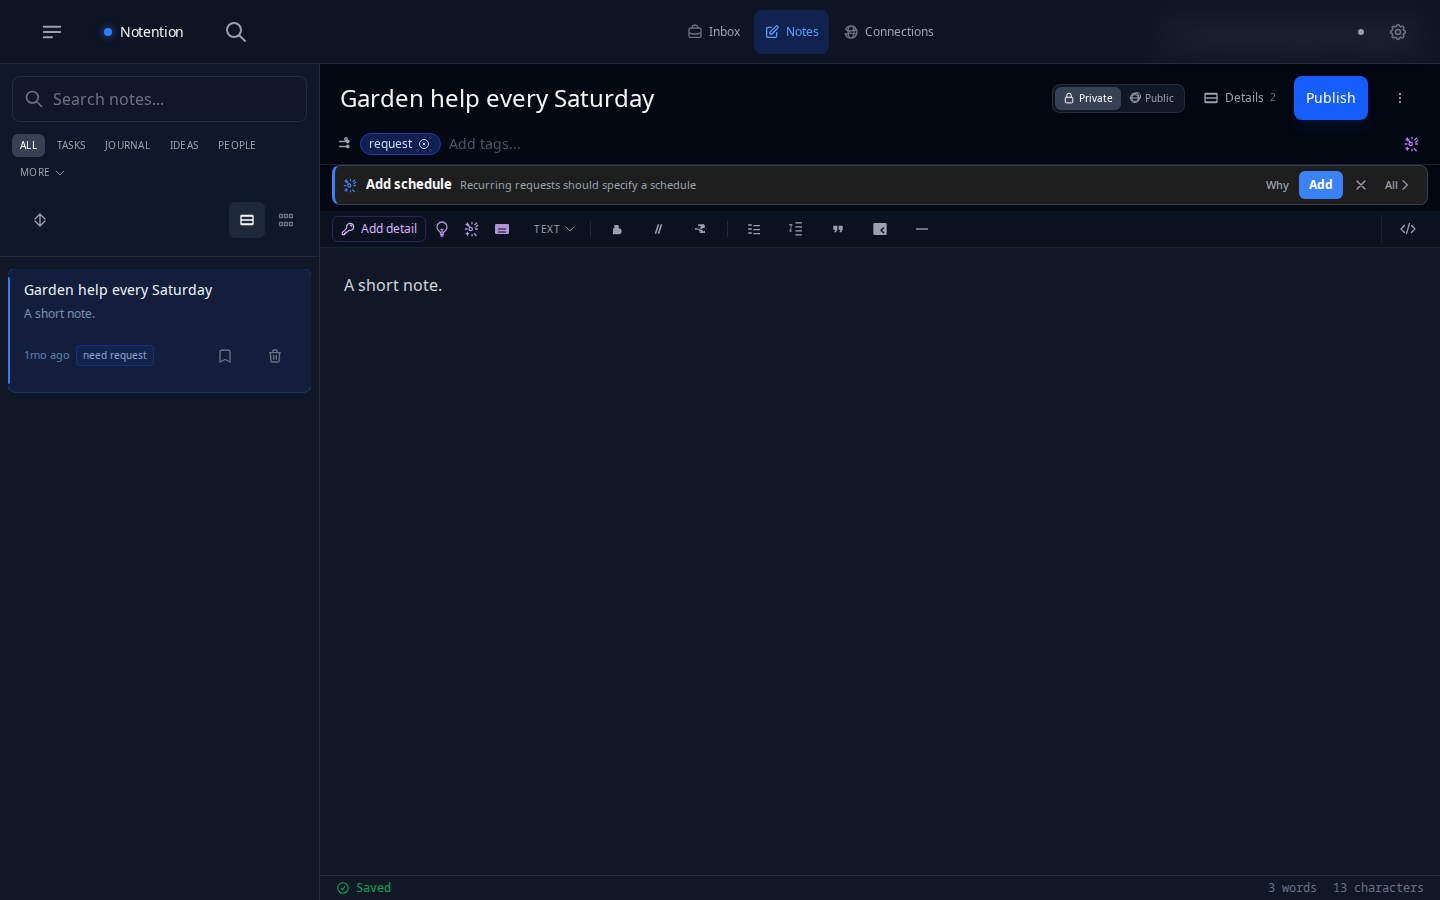 Notention
Inbox
Notes
Connections
Search notes...
ALL
TASKS
JOURNAL
IDEAS
PEOPLE
MORE
Garden help every Saturday
A short note.
1mo ago
need request
Garden help every Saturday
Private
Public
Details 2
Publish
request
Add tags...
Add schedule Recurring requests should specify a schedule
Why
Add
All
Add detail
TEXT
A short note.
Saved
3 words 13 characters